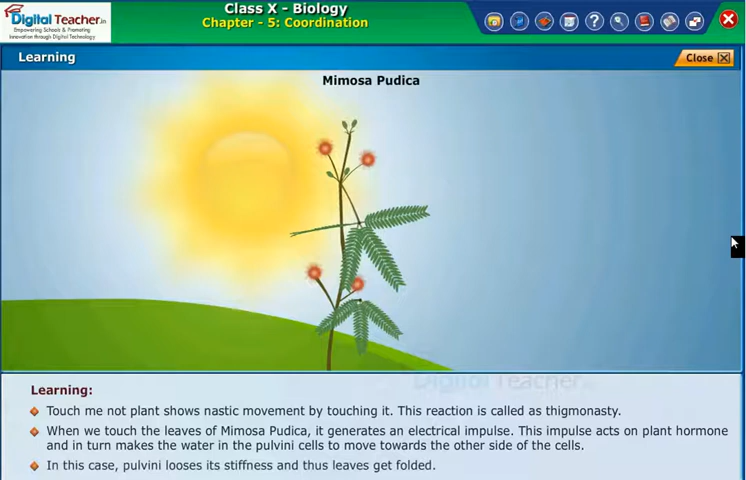 Digital Teacher.in
Empowering Schools & Promoting
Innovation through Digital Technology
Class X - Biology
Chapter - 5: Coordination
Learning
Close
Mimosa Pudica
Digital Teacher
Learning:
Touch me not plant shows nastic movement by touching it. This reaction is called as thigmonasty.
When we touch the leaves of Mimosa Pudica, it generates an electrical impulse. This impulse acts on plant hormone
and in turn makes the water in the pulvini cells to move towards the other side of the cells.
In this case, pulvini looses its stiffness and thus leaves get folded.